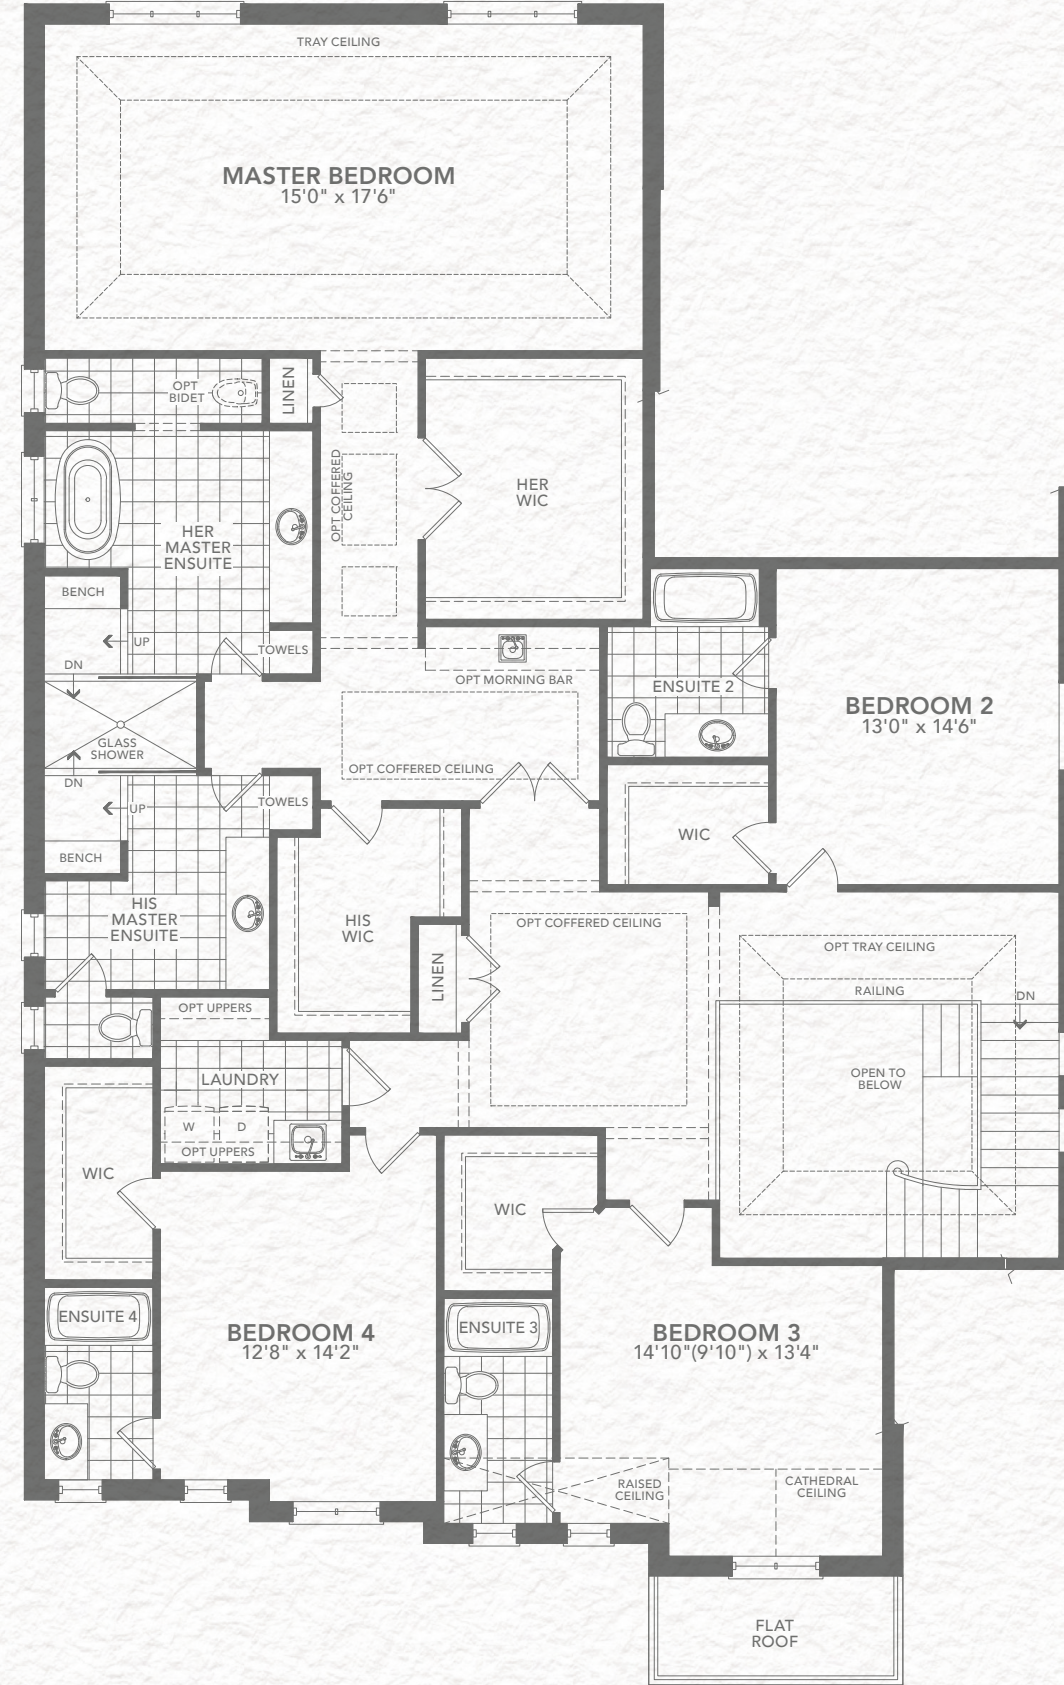 TRAY CEILING
MASTER BEDROOM
15'0" x 17'6"
OPT
BIDET
LINEN
OPT COFFERED
CEILING
HER
WIC
HER
MASTER
ENSUITE
BENCH
UP
DN
TOWELS
OPT MORNING BAR
ENSUITE 2
BEDROOM 2
13'0" x 14'6"
GLASS
SHOWER
OPT COFFERED CEILING
DN
UP
TOWELS
WIC
BENCH
HIS
MASTER
ENSUITE
HIS
WIC
LINEN
OPT COFFERED CEILING
OPT TRAY CEILING
RAILING
DN
OPT UPPERS
OPEN TO
BELOW
LAUNDRY
W
D
OPT UPPERS
WIC
WIC
ENSUITE 4
BEDROOM 4
12'8" x 14'2"
ENSUITE 3
BEDROOM 3
14'10"(9'10") x 13'4"
RAISED
CEILING
CATHEDRAL
CEILING
FLAT
ROOF